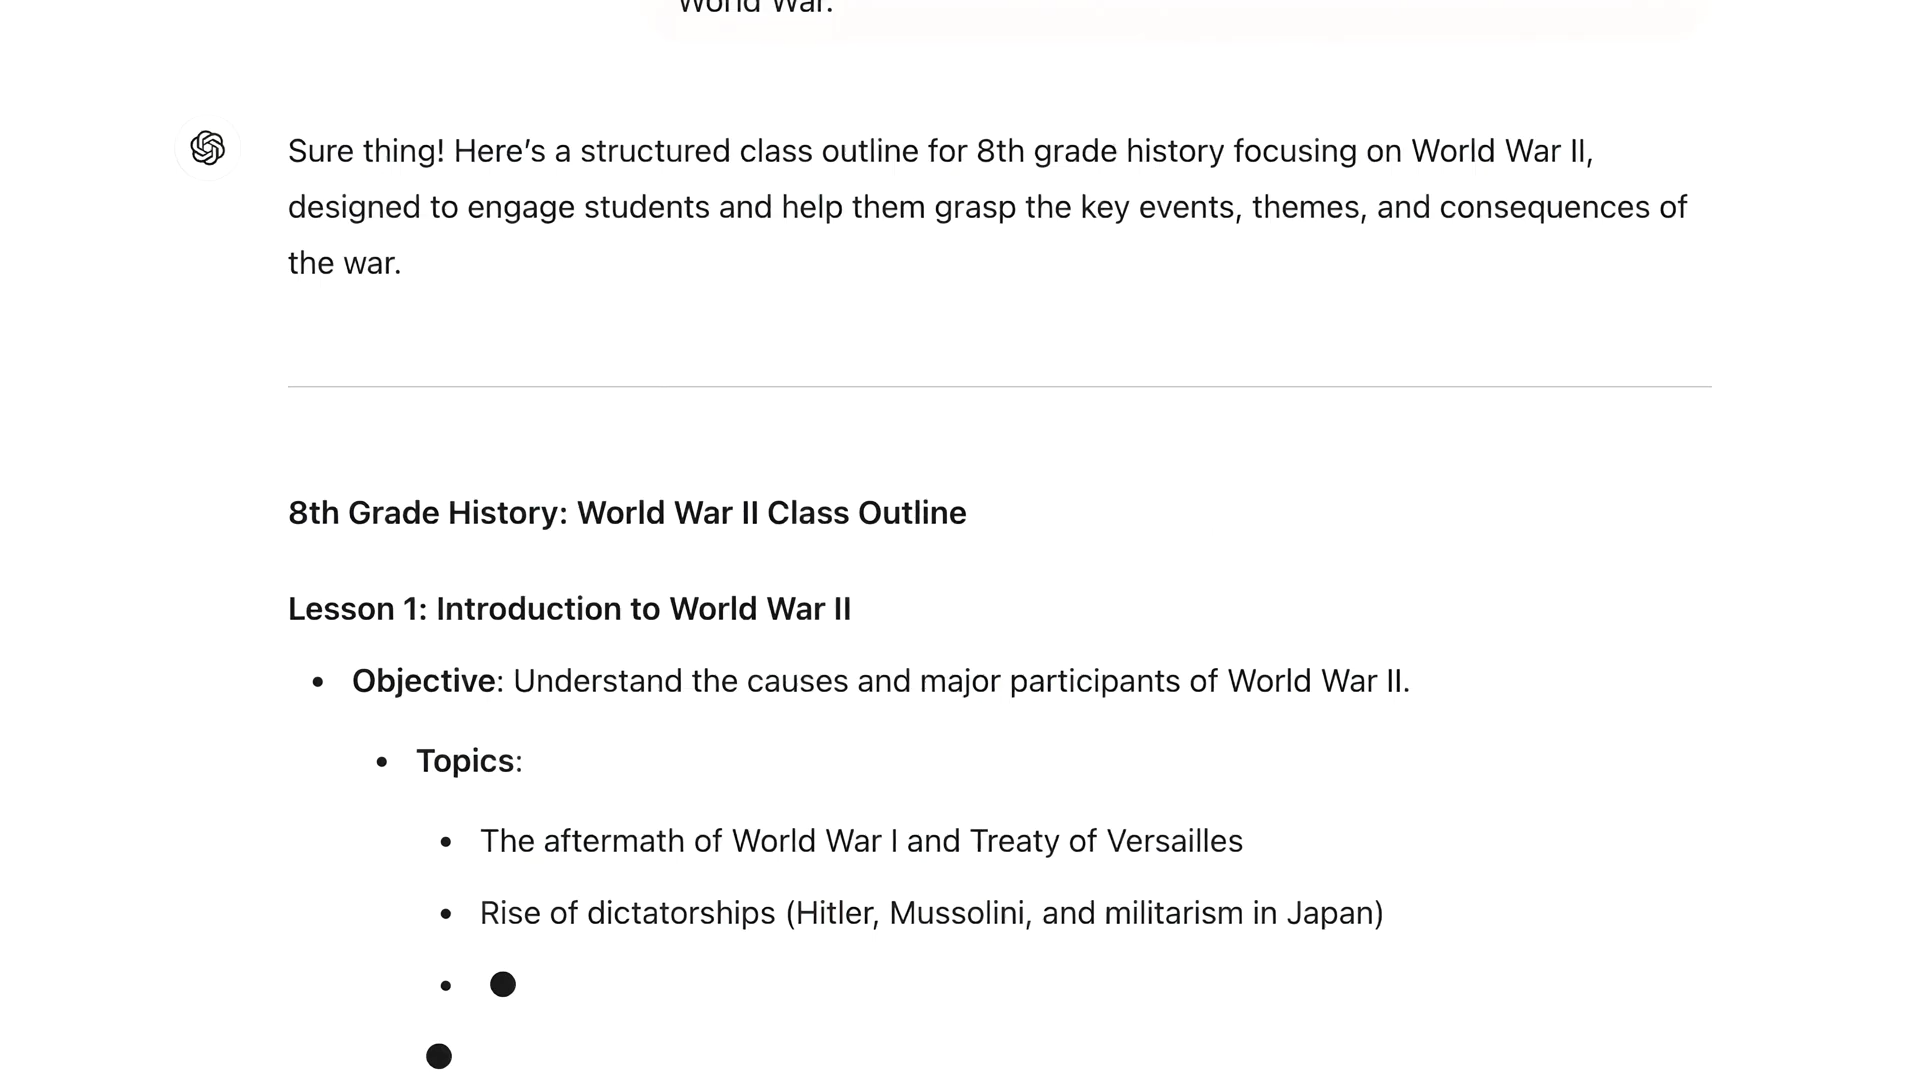 World War.
Sure thing! Here’s a structured class outline for 8th grade history focusing on World War II,
designed to engage students and help them grasp the key events, themes, and consequences of
the war.
8th Grade History: World War II Class Outline
Lesson 1: Introduction to World War II
• Objective: Understand the causes and major participants of World War II.
• Topics:
• The aftermath of World War I and Treaty of Versailles
• Rise of dictatorships (Hitler, Mussolini, and militarism in Japan)